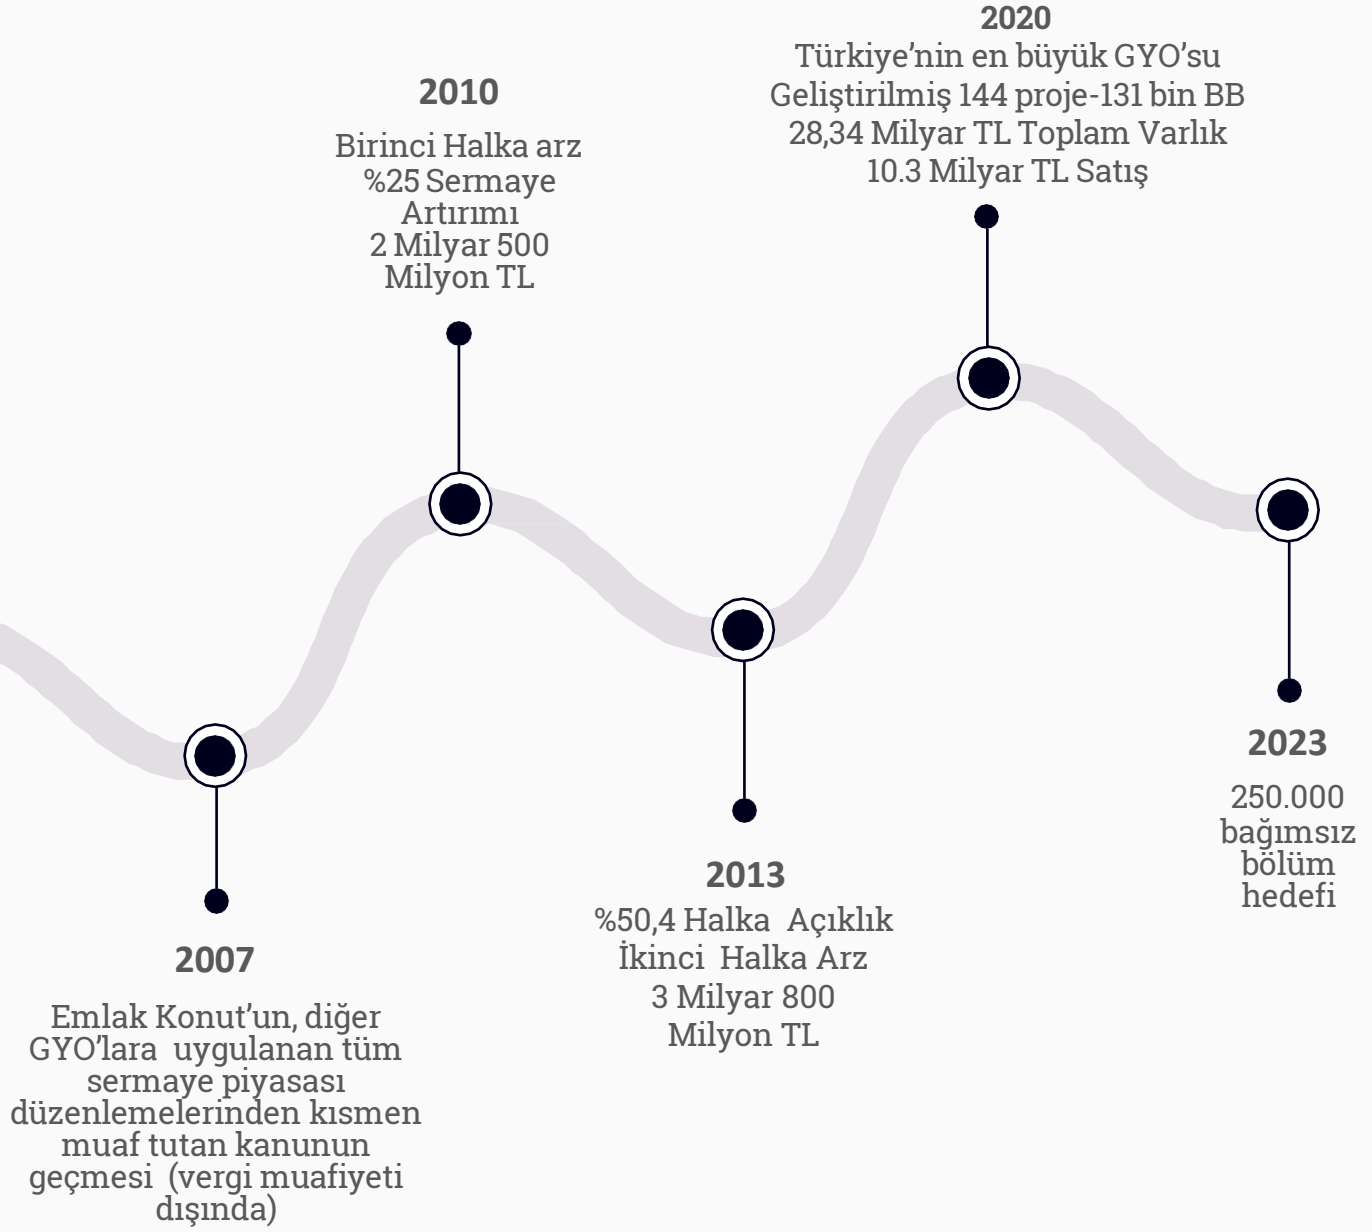 2007
Emlak Konut’un, diğer
GYO’lara uygulanan tüm
sermaye piyasası
düzenlemelerinden kısmen
muaf tutan kanunun
geçmesi (vergi muafiyeti
dışında)
2010
Birinci Halka arz
%25 Sermaye
Artırımı
2 Milyar 500
Milyon TL
2013
%50,4 Halka Açıklık
İkinci Halka Arz
3 Milyar 800
Milyon TL
2020
Türkiye’nin en büyük GYO’su
Geliştirilmiş 144 proje-131 bin BB
28,34 Milyar TL Toplam Varlık
10.3 Milyar TL Satış
2023
250.000
bağımsız
bölüm
hedefi